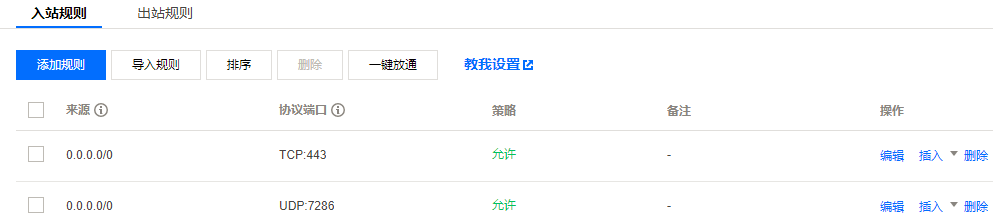 入站规则 出站规则
添加规则 导入规则 排序 删除 一键放通 教我设置
来源 协议端口 策略 备注 操作
0.0.0.0/0 TCP:443 允许 - 编辑 插入 删除
0.0.0.0/0 UDP:7286 允许 - 编辑 插入 删除